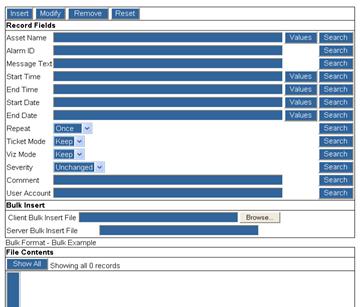 Insert Modify Remove Reset
Record Fields
Asset Name Values Search
Alarm ID Search
Message Text Search
Start Time Values Search
End Time Values Search
Start Date Values Search
End Date Values Search
Repeat Once Search
Ticket Mode Keep Search
Viz Mode Keep Search
Severity Unchanged Search
Comment Search
User Account Search
Bulk Insert
Client Bulk Insert File Browse...
Server Bulk Insert File
Bulk Format - Bulk Example
File Contents
Show All Showing all 0 records